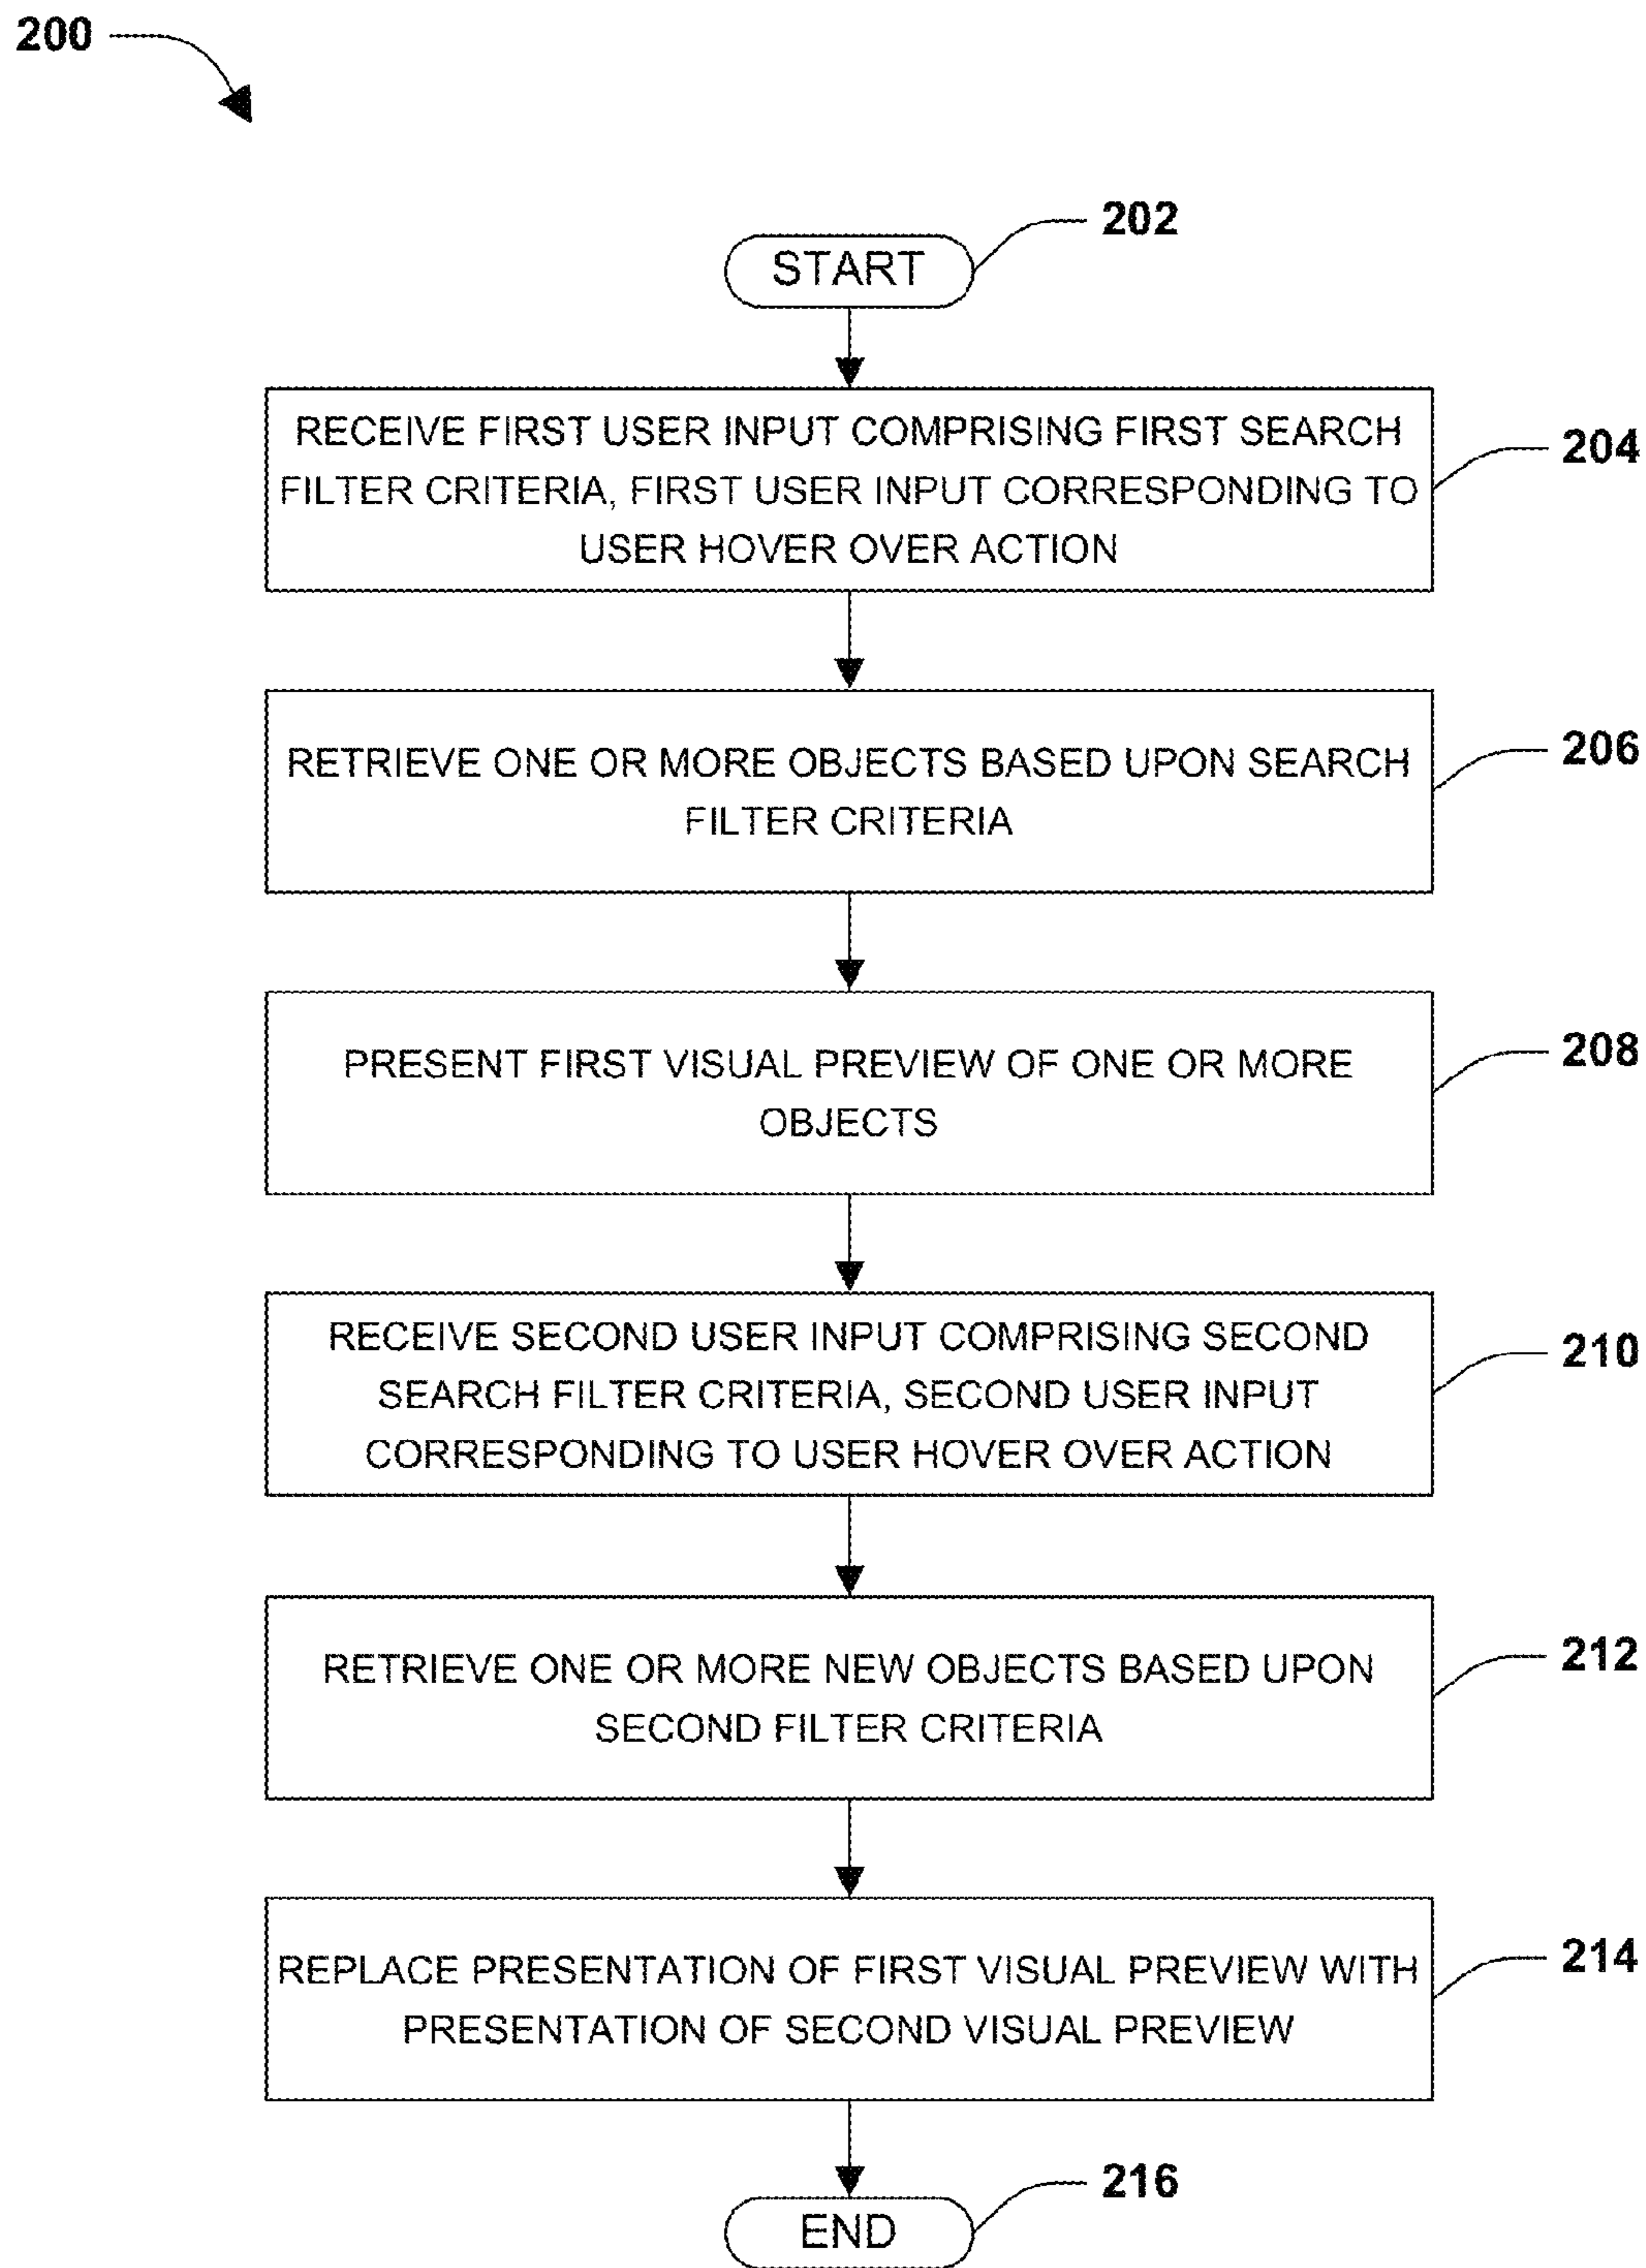 200
202
START
RECEIVE FIRST USER INPUT COMPRISING FIRST SEARCH
FILTER CRITERIA, FIRST USER INPUT CORRESPONDING TO
USER HOVER OVER ACTION
204
RETRIEVE ONE OR MORE OBJECTS BASED UPON SEARCH
FILTER CRITERIA
206
PRESENT FIRST VISUAL PREVIEW OF ONE OR MORE
OBJECTS
208
RECEIVE SECOND USER INPUT COMPRISING SECOND
SEARCH FILTER CRITERIA, SECOND USER INPUT
CORRESPONDING TO USER HOVER OVER ACTION
210
RETRIEVE ONE OR MORE NEW OBJECTS BASED UPON
SECOND FILTER CRITERIA
212
REPLACE PRESENTATION OF FIRST VISUAL PREVIEW WITH
PRESENTATION OF SECOND VISUAL PREVIEW
214
216
END